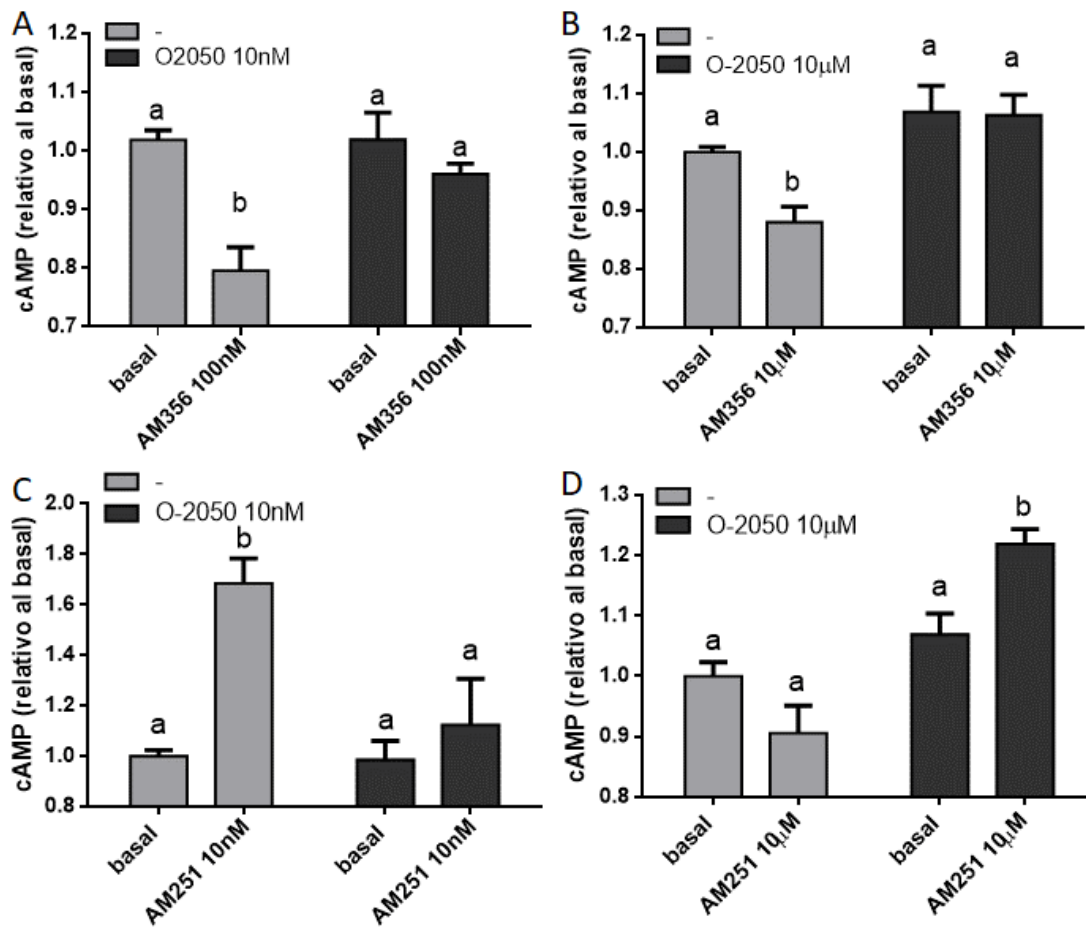 A
-
O2050 10nM
cAMP (relativo al basal)
1.2
1.1
1.0
0.9
0.8
0.7
a
b
a
a
basal
AM356 100nM
basal
AM356 100nM
B
-
O-2050 10μM
cAMP (relativo al basal)
1.2
1.1
1.0
0.9
0.8
0.7
a
b
a
a
basal
AM356 10μM
basal
AM356 10μM
C
-
O-2050 10nM
cAMP (relativo al basal)
2.0
1.8
1.6
1.4
1.2
1.0
0.8
a
b
a
a
basal
AM251 10nM
basal
AM251 10nM
D
-
O-2050 10μM
cAMP (relativo al basal)
1.3
1.2
1.1
1.0
0.9
0.8
a
a
a
b
basal
AM251 10μM
basal
AM251 10μM